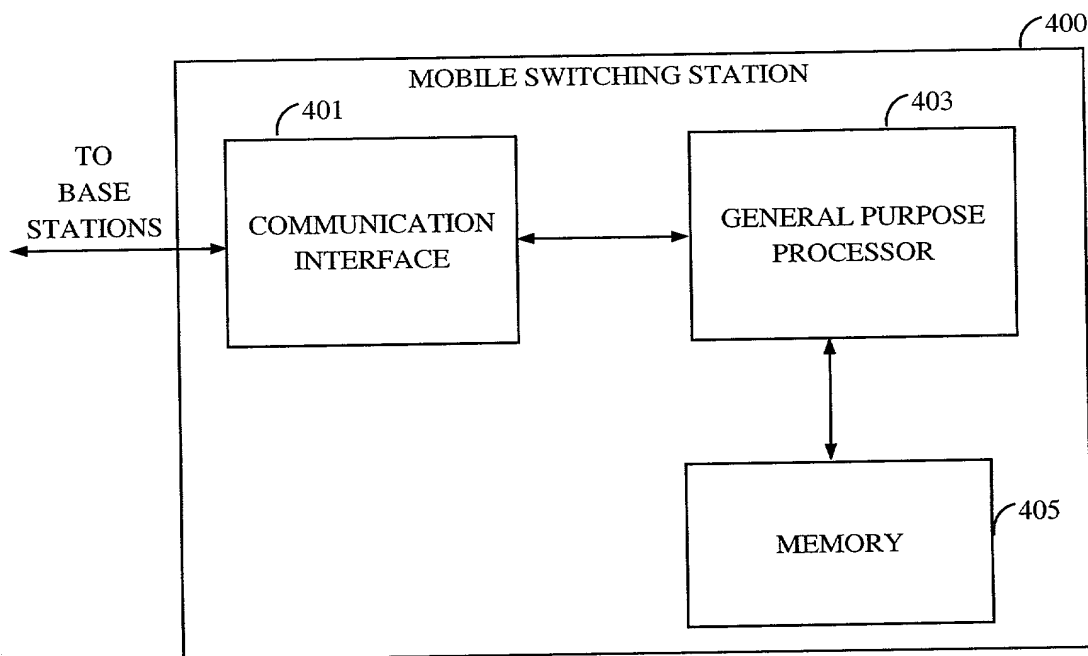 400
MOBILE SWITCHING STATION
401
403
TO
BASE
STATIONS
COMMUNICATION
INTERFACE
GENERAL PURPOSE
PROCESSOR
405
MEMORY